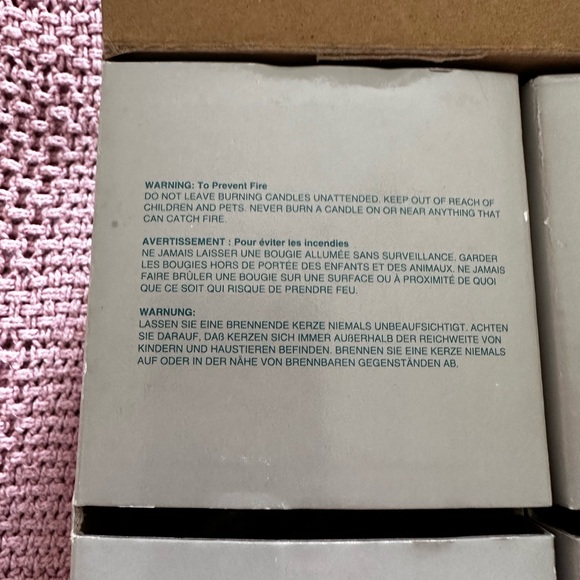 WARNING: To Prevent Fire
DO NOT LEAVE BURNING CANDLES UNATTENDED. KEEP OUT OF REACH OF
CHILDREN AND PETS. NEVER BURN A CANDLE ON OR NEAR ANYTHING THAT
CAN CATCH FIRE.
AVERTISSEMENT : Pour éviter les incendies
NE JAMAIS LAISSER UNE BOUGIE ALLUMÉE SANS SURVEILLANCE. GARDER
LES BOUGIES HORS DE PORTÉE DES ENFANTS ET DES ANIMAUX. NE JAMAIS
FAIRE BRÛLER UNE BOUGIE SUR UNE SURFACE OU À PROXIMITÉ DE QUOI
QUE CE SOIT QUI RISQUE DE PRENDRE FEU.
WARNUNG:
LASSEN SIE EINE BRENNENDE KERZE NIEMALS UNBEAUFSICHTIGT. ACHTEN
SIE DARAUF, DAß KERZEN SICH IMMER AUßERHALB DER REICHWEITE VON
KINDERN UND HAUSTIEREN BEFINDEN. BRENNEN SIE EINE KERZE NIEMALS
AUF ODER IN DER NÄHE VON BRENNBAREN GEGENSTÄNDEN AB.